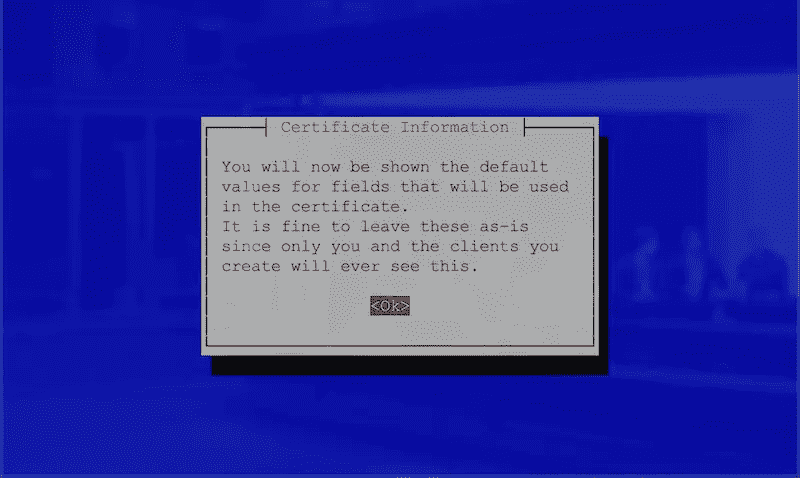 Certificate Information
You will now be shown the default
values for fields that will be used
in the certificate.
It is fine to leave these as-is
since only you and the clients you
create will ever see this.
<Ok>